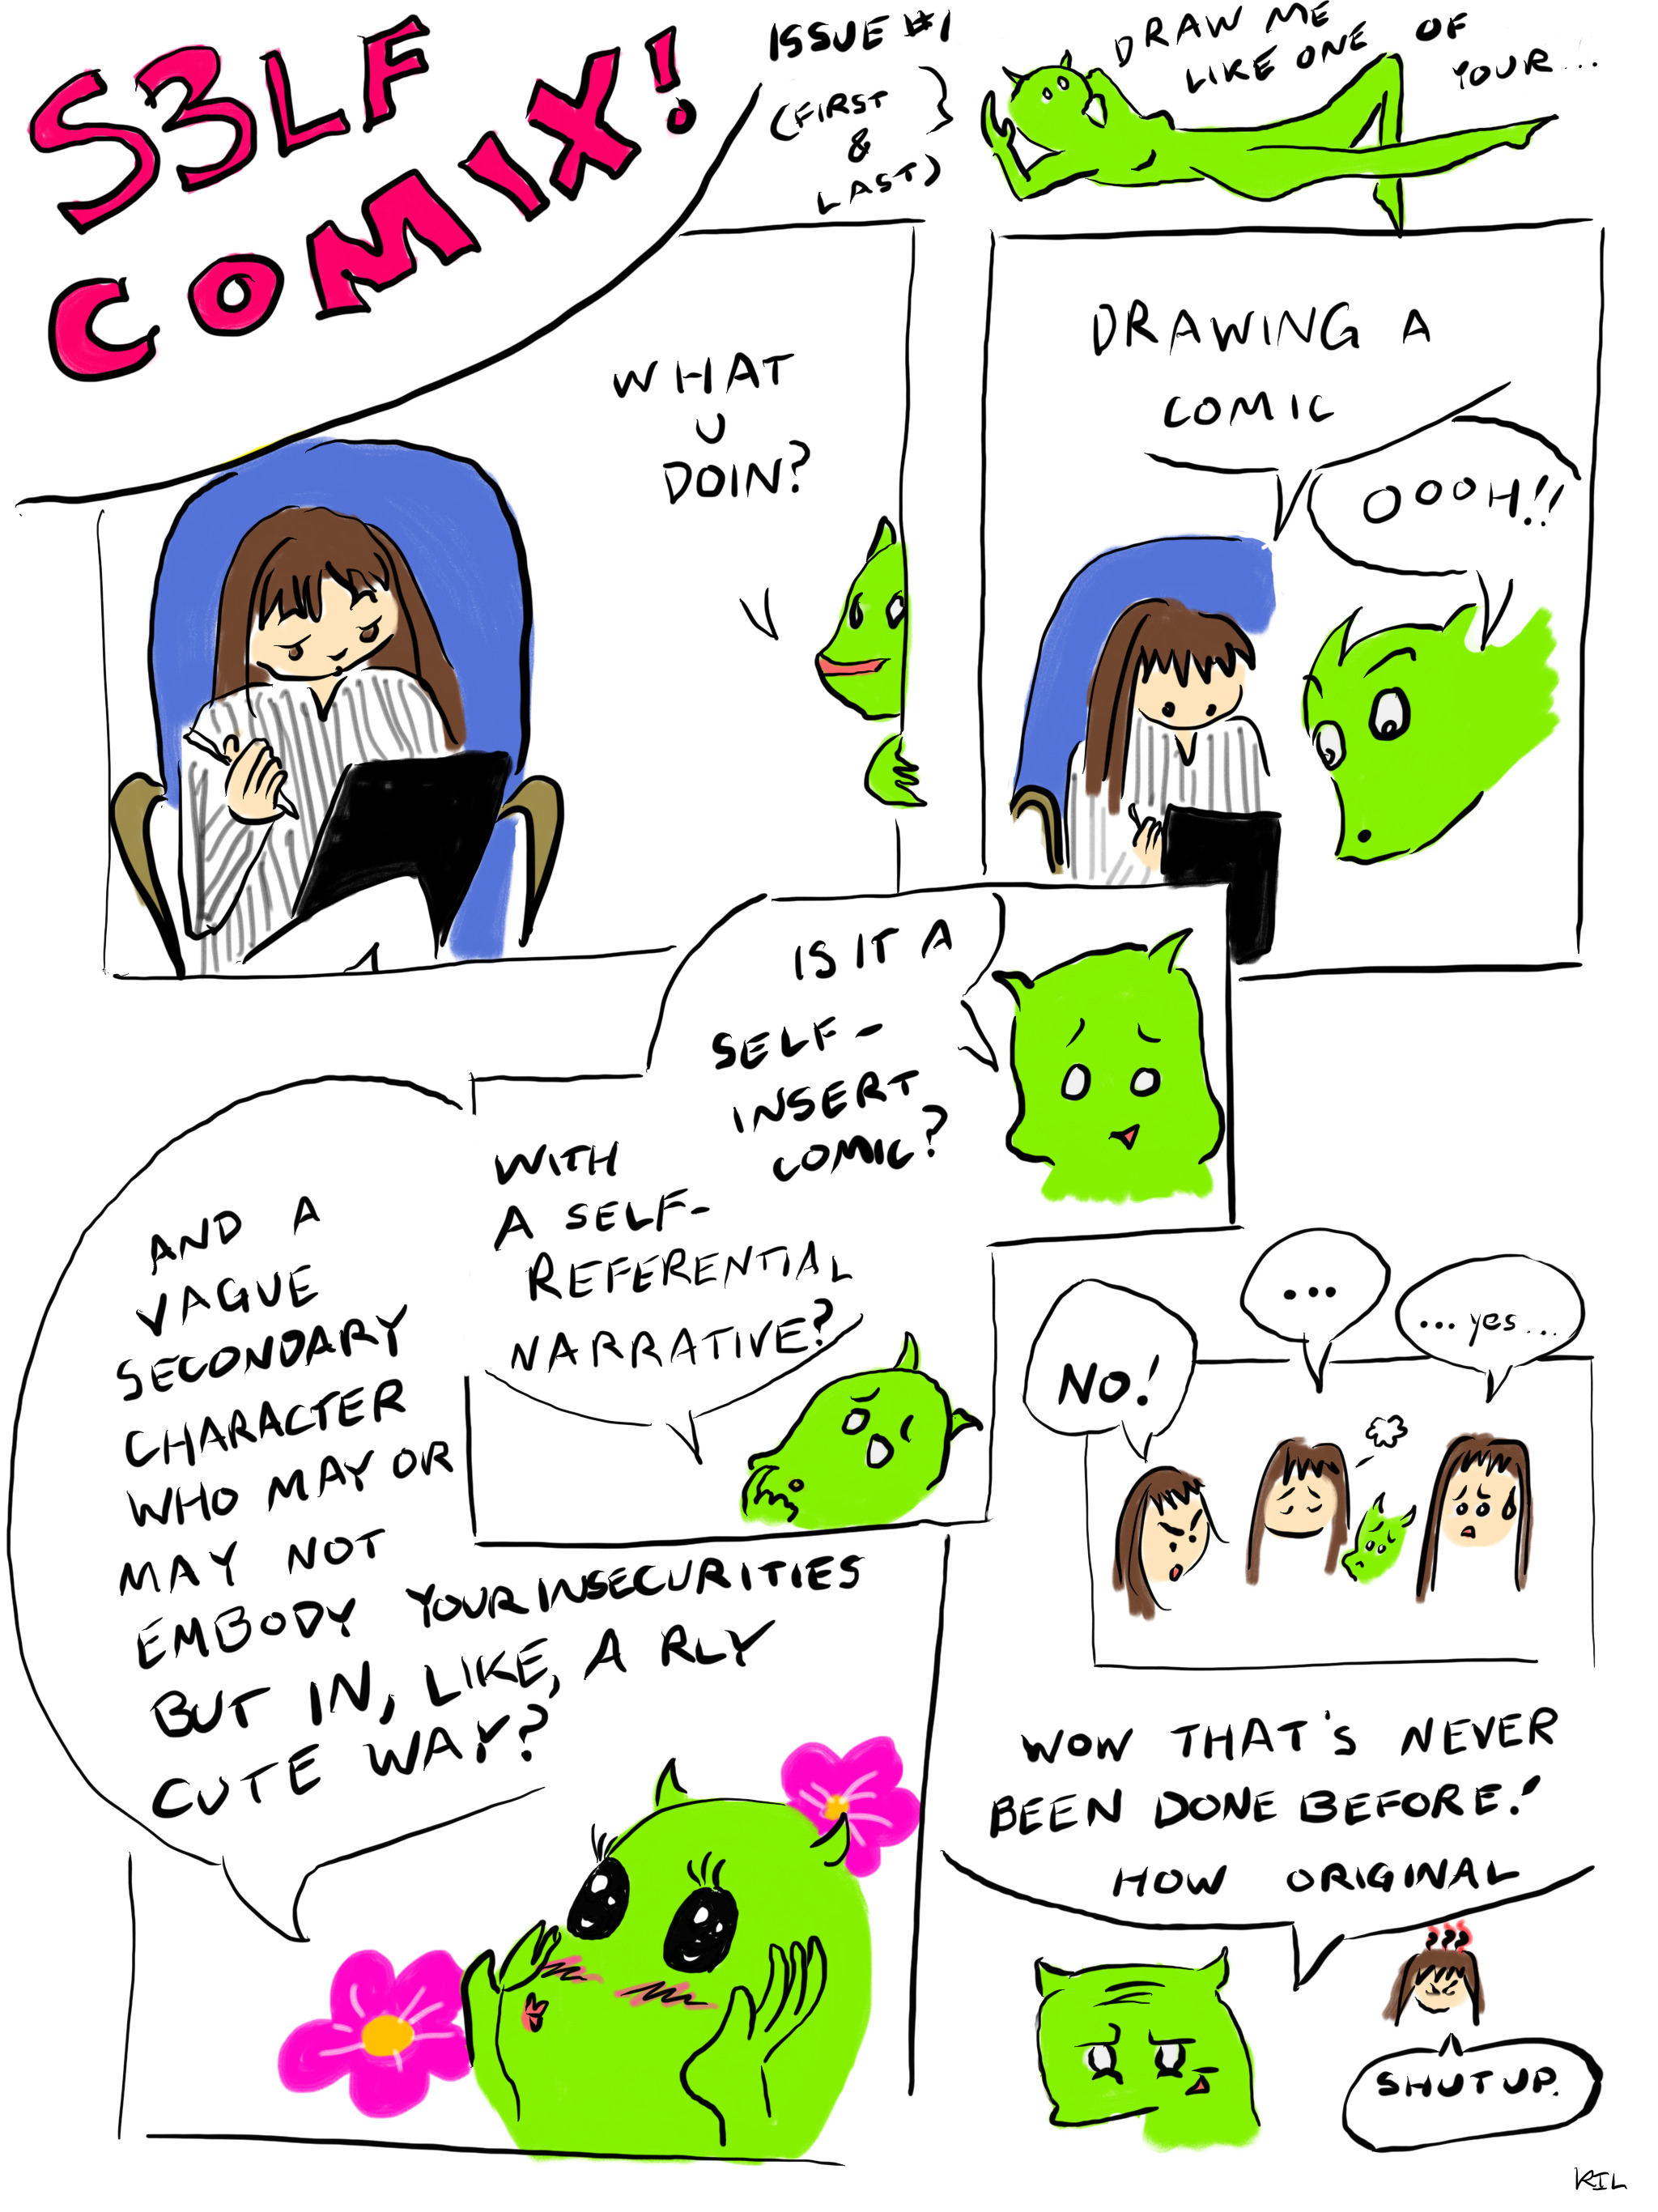 S3LF
COMIX!
ISSUE #1
(FIRST
&
LAST)
DRAW ME
LIKE ONE OF
YOUR...
WHAT
U
DOIN?
DRAWING A
COMIC
OOOH!!
IS IT A
SELF-
INSERT
COMIC?
WITH
A SELF-
REFERENTIAL
NARRATIVE?
AND A
VAGUE
SECONDARY
CHARACTER
WHO MAY OR
MAY NOT
EMBODY YOUR INSECURITIES
BUT IN, LIKE, A RLY
CUTE WAY?
NO!
...
...yes...
WOW THAT'S NEVER
BEEN DONE BEFORE!
HOW ORIGINAL
SHUT UP.
KIL